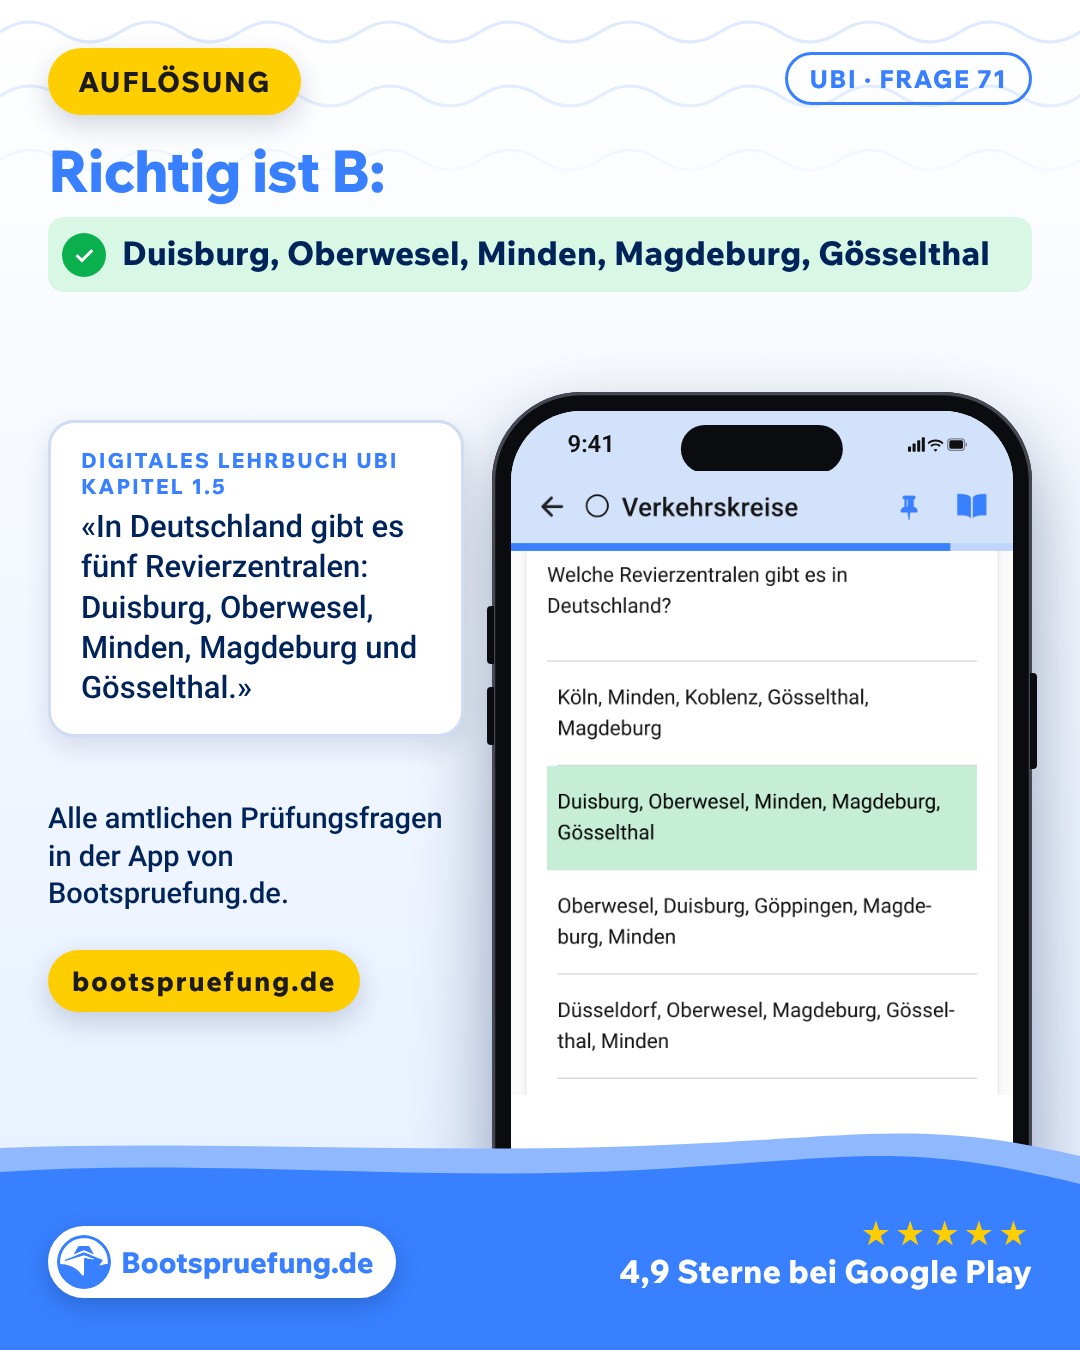 AUFLÖSUNG
UBI · FRAGE 71
Richtig ist B:
Duisburg, Oberwesel, Minden, Magdeburg, Gösselthal
DIGITALES LEHRBUCH UBI
KAPITEL 1.5
«In Deutschland gibt es
fünf Revierzentralen:
Duisburg, Oberwesel,
Minden, Magdeburg und
Gösselthal.»
Alle amtlichen Prüfungsfragen
in der App von
Bootspruefung.de.
bootspruefung.de
9:41
Verkehrskreise
Welche Revierzentralen gibt es in
Deutschland?
Köln, Minden, Koblenz, Gösselthal,
Magdeburg
Duisburg, Oberwesel, Minden, Magdeburg,
Gösselthal
Oberwesel, Duisburg, Göppingen, Magde-
burg, Minden
Düsseldorf, Oberwesel, Magdeburg, Gössel-
thal, Minden
Bootspruefung.de
4,9 Sterne bei Google Play